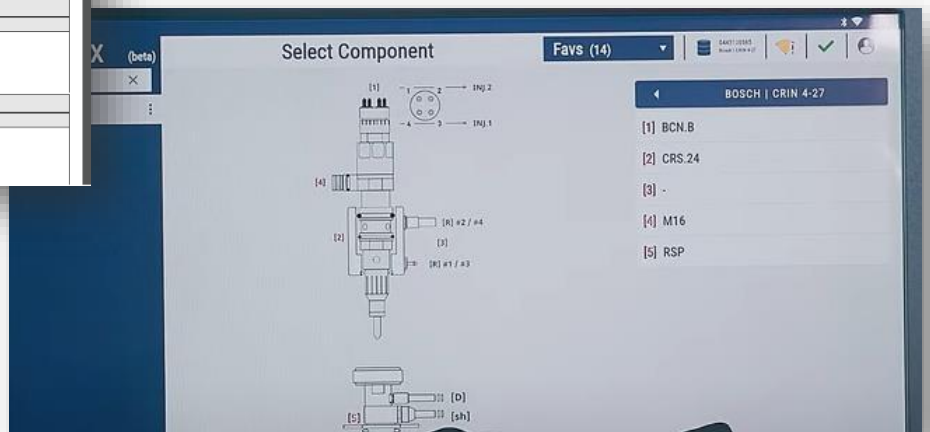 X (beta)
Select Component
Favs (14)
BOSCH | CRIN 4-27
[1] BCN.B
[2] CRS.24
[3] -
[4] M16
[5] RSP
[1]
1 2 INJ.2
4 3 INJ.1
[4]
[R] #2 / #4
[2]
[3]
[R] #1 / #3
[D]
[5]
[sh]